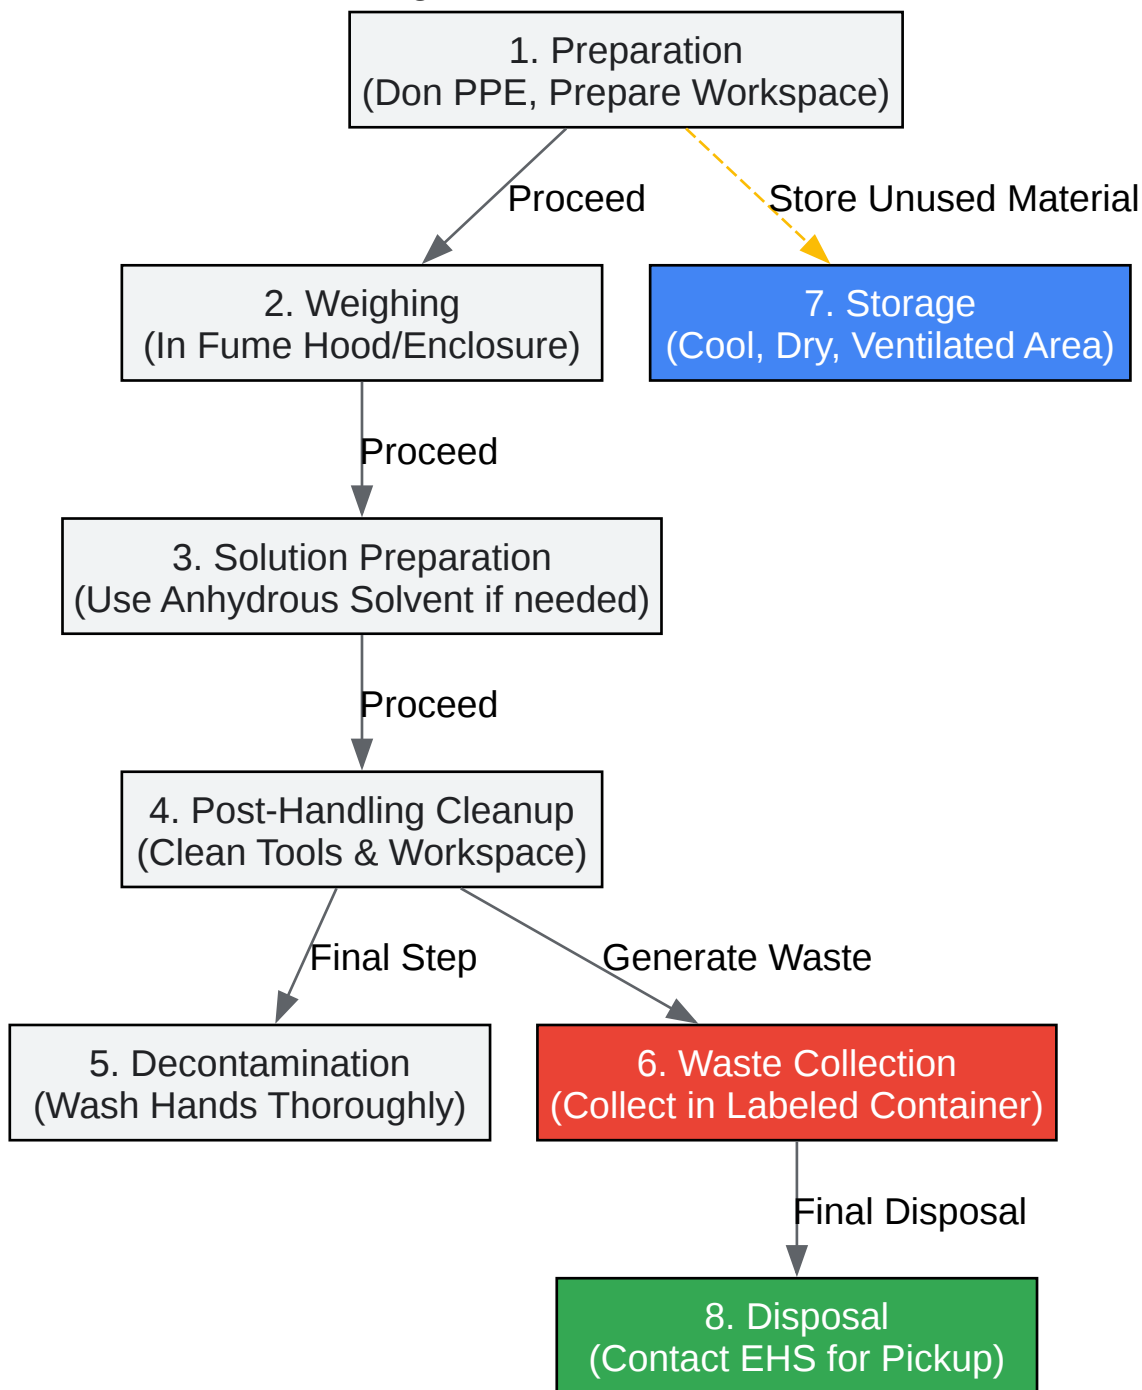 1. Preparation
(Don PPE, Prepare Workspace)
Proceed
Store Unused Material
2. Weighing
(In Fume Hood/Enclosure)
7. Storage
(Cool, Dry, Ventilated Area)
Proceed
3. Solution Preparation
(Use Anhydrous Solvent if needed)
Proceed
4. Post-Handling Cleanup
(Clean Tools & Workspace)
Final Step
Generate Waste
5. Decontamination
(Wash Hands Thoroughly)
6. Waste Collection
(Collect in Labeled Container)
Final Disposal
8. Disposal
(Contact EHS for Pickup)